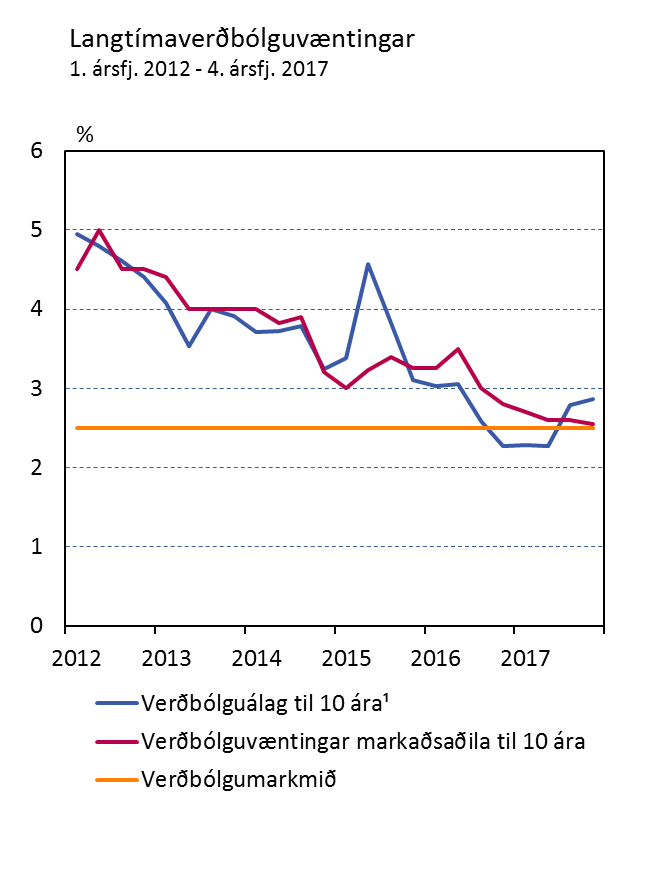 Langtímaverðbólguvæntingar
1. ársfj. 2012 - 4. ársfj. 2017
%
6
5
4
3
2
1
0
2012 2013 2014 2015 2016 2017
Verðbólguálag til 10 ára¹
Verðbólguvæntingar markaðsaðila til 10 ára
Verðbólgumarkmið